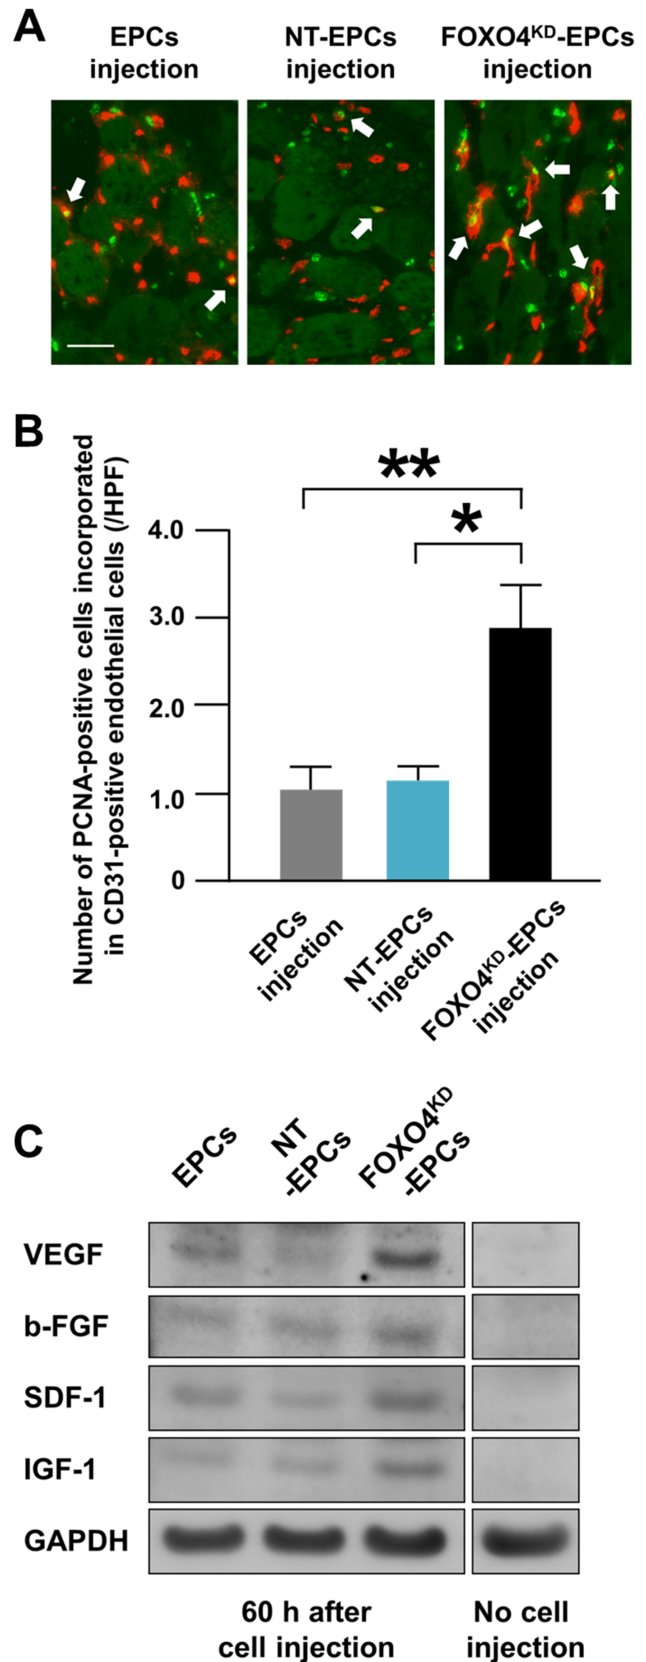 A
EPCs
injection
NT-EPCs
injection
FOXO4ᴷᴰ-EPCs
injection
B
Number of PCNA-positive cells incorporated
in CD31-positive endothelial cells (/HPF)
**
*
4.0
3.0
2.0
1.0
0
EPCs
injection
NT-EPCs
injection
FOXO4ᴷᴰ-EPCs
injection
C
EPCs
NT
-EPCs
FOXO4ᴷᴰ
-EPCs
VEGF
b-FGF
SDF-1
IGF-1
GAPDH
60 h after
cell injection
No cell
injection